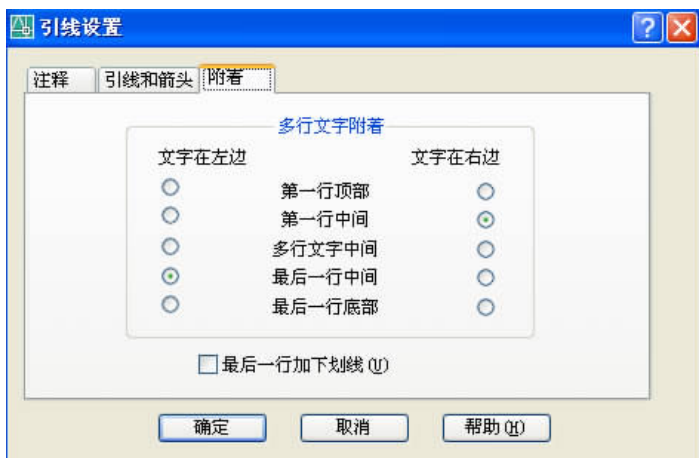 引线设置
注释 引线和箭头 附着
多行文字附着
文字在左边 文字在右边
第一行顶部
第一行中间
多行文字中间
最后一行中间
最后一行底部
最后一行加下划线(U)
确定 取消 帮助(H)